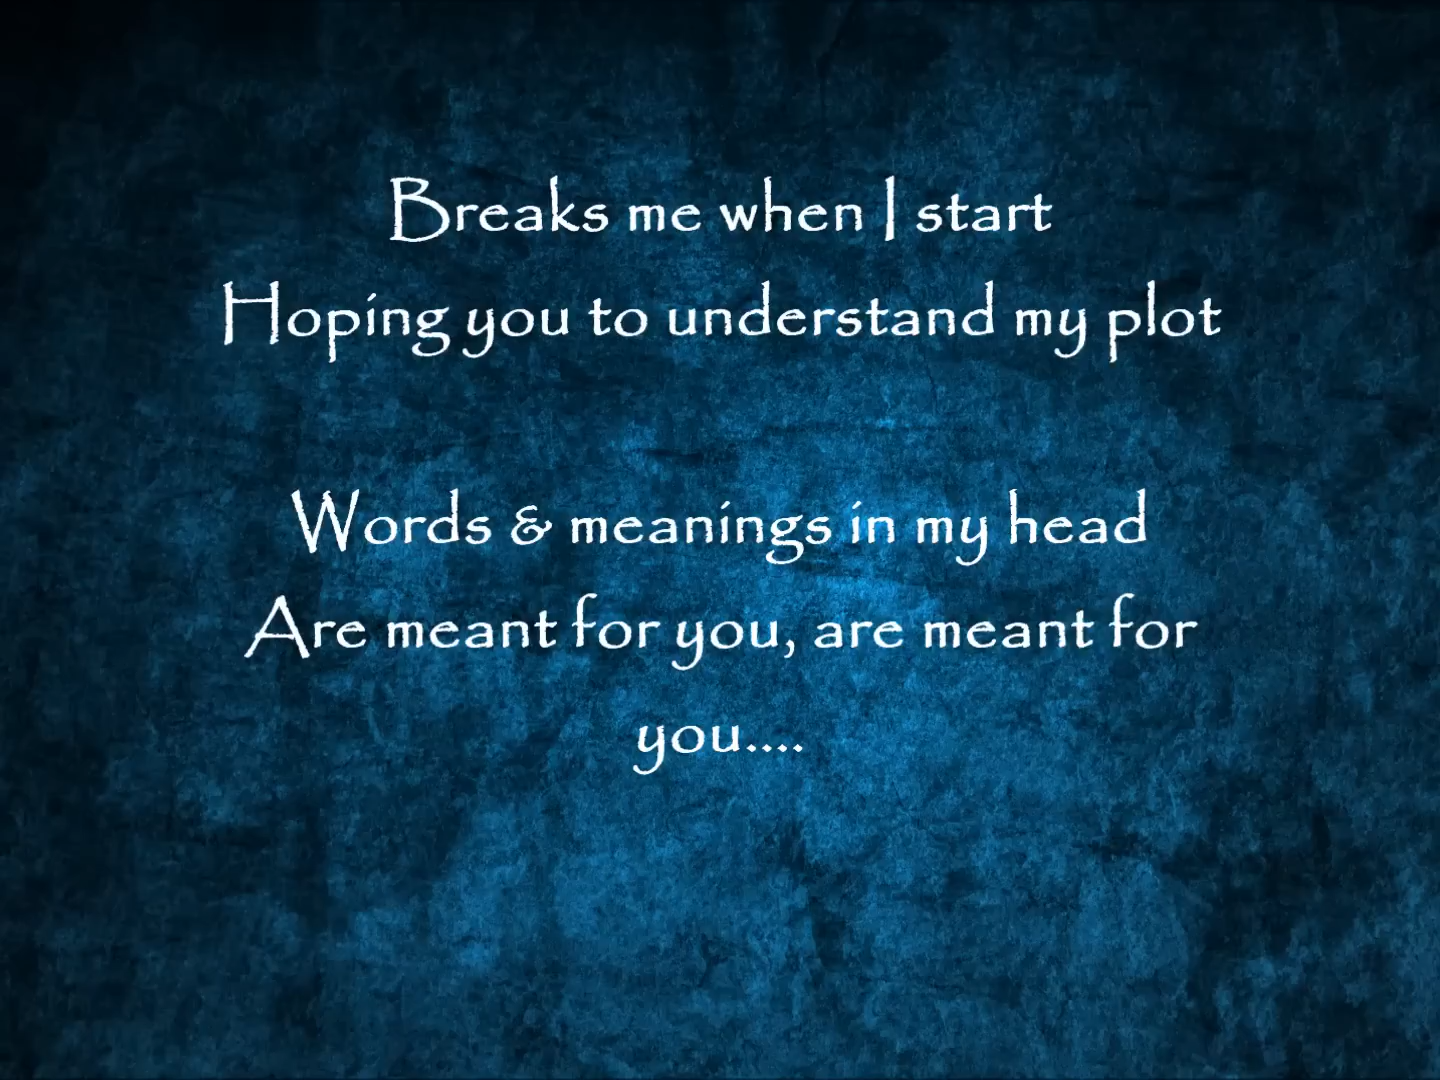 Breaks me when I start
Hoping you to understand my plot
Words & meanings in my head
Are meant for you, are meant for
you....